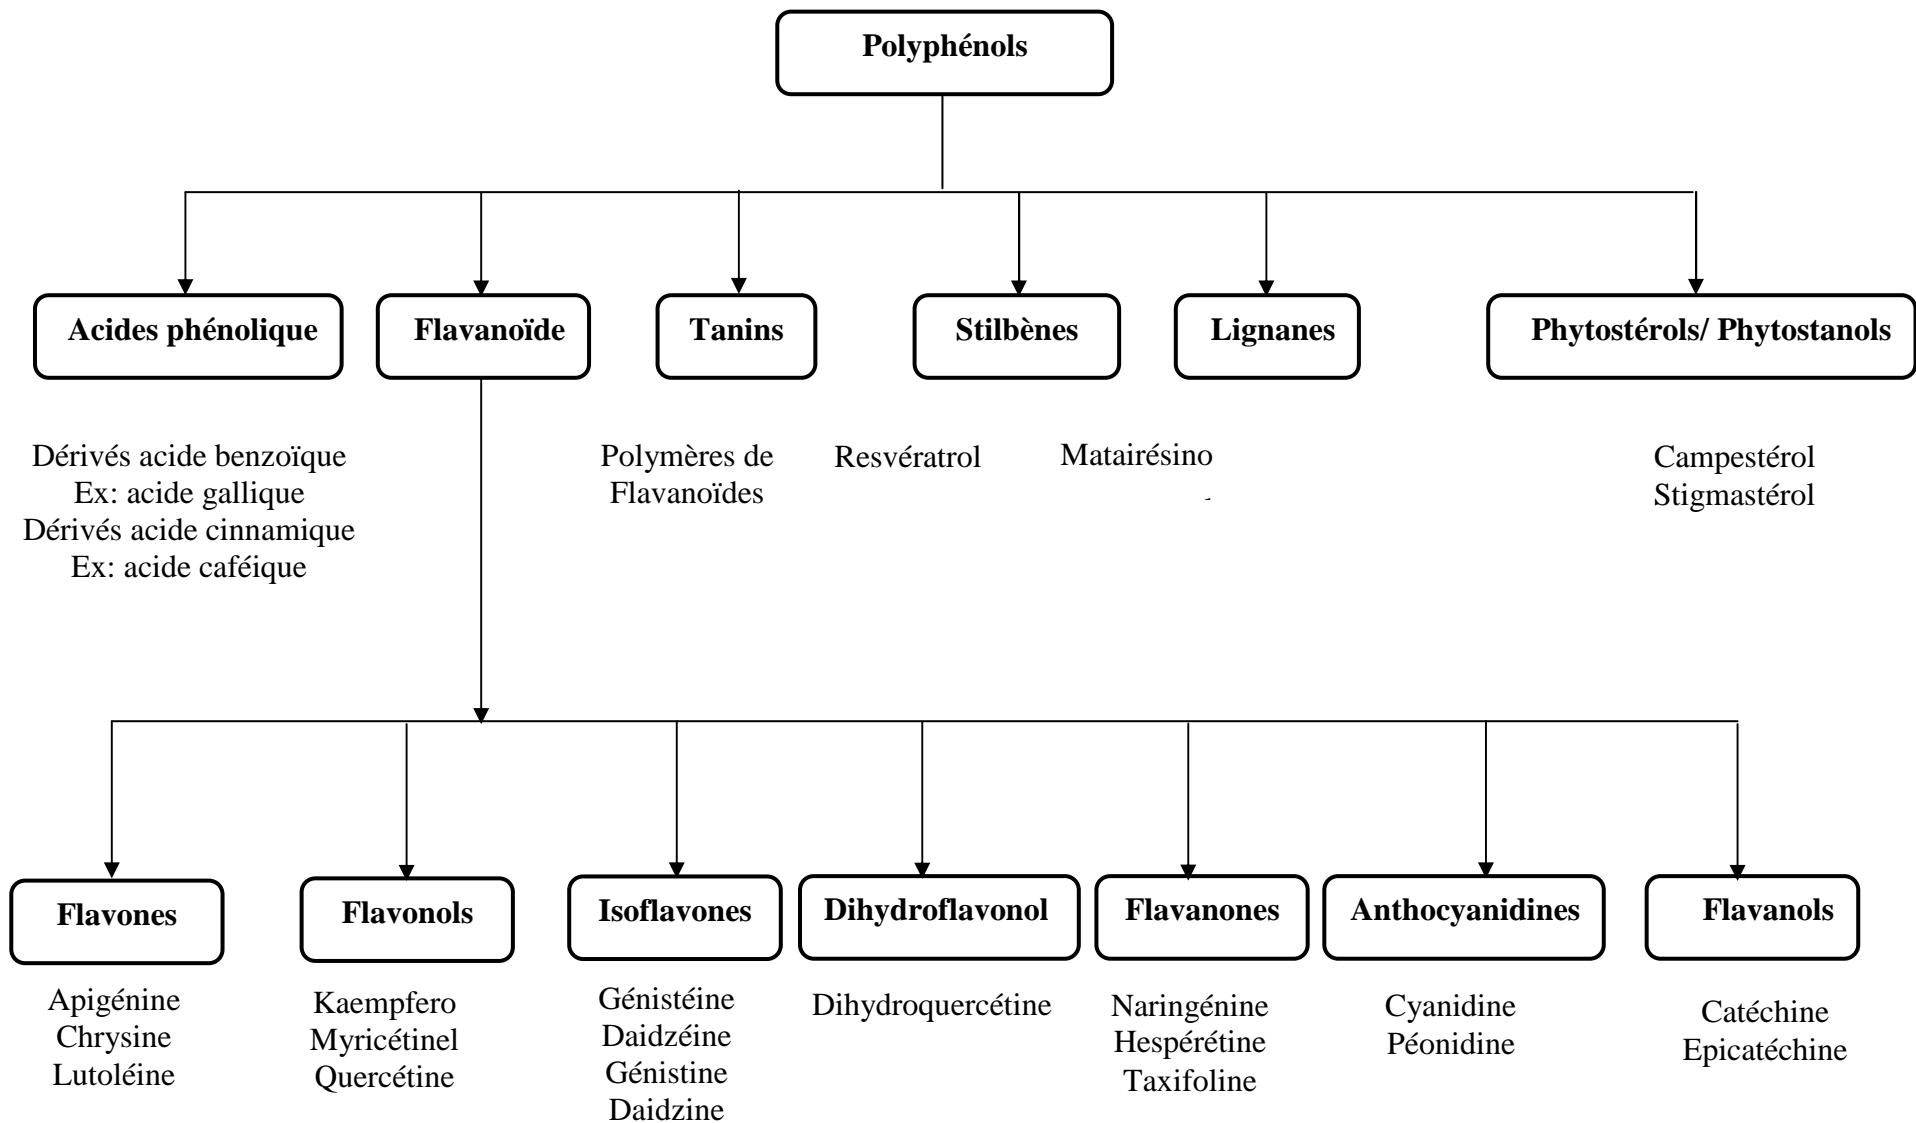 Polyphénols
Acides phénolique
Flavanoïde
Tanins
Stilbènes
Lignanes
Phytostérols/ Phytostanols
Dérivés acide benzoïque
Ex: acide gallique
Dérivés acide cinnamique
Ex: acide caféique
Polymères de
Flavanoïdes
Resvératrol
Matairésino
Campestérol
Stigmastérol
Flavones
Flavonols
Isoflavones
Dihydroflavonol
Flavanones
Anthocyanidines
Flavanols
Apigénine
Chrysine
Lutoléine
Kaempfero
Myricétinel
Quercétine
Génistéine
Daidzéine
Génistine
Daidzine
Dihydroquercétine
Naringénine
Hespérétine
Taxifoline
Cyanidine
Péonidine
Catéchine
Epicatéchine